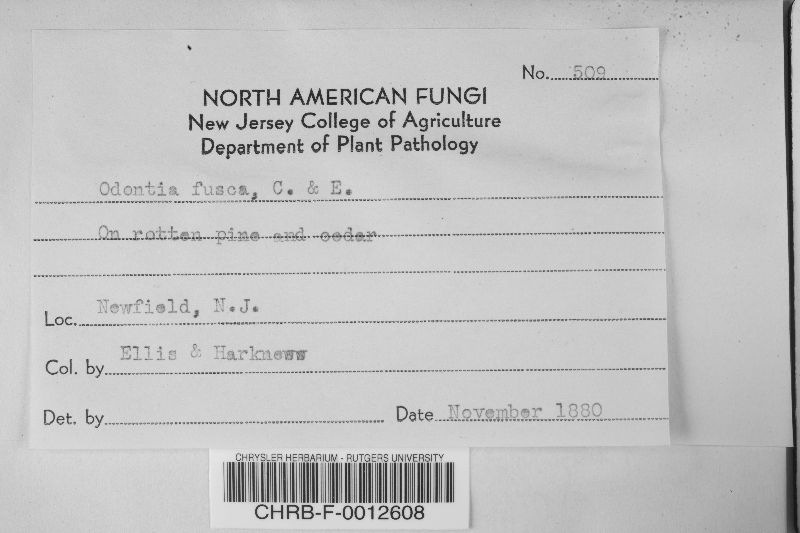 No. 509
NORTH AMERICAN FUNGI
New Jersey College of Agriculture
Department of Plant Pathology
Odontia fusca, C. & E.
On rotten pine and cedar
Loc. Newfield, N.J.
Col. by Ellis & Harkness
Det. by
Date November 1880
CHRYSLER HERBARIUM - RUTGERS UNIVERSITY
CHRB-F-0012608